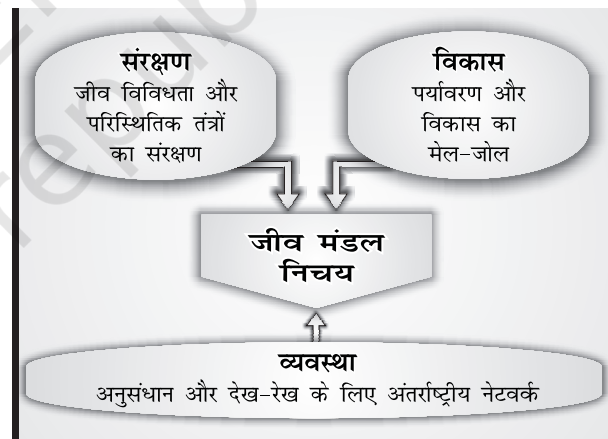 संरक्षण
जीव विविधता और
परिस्थितिक तंत्रों
का संरक्षण
विकास
पर्यावरण और
विकास का
मेल-जोल
जीव मंडल
निचय
व्यवस्था
अनुसंधान और देख-रेख के लिए अंतर्राष्ट्रीय नेटवर्क